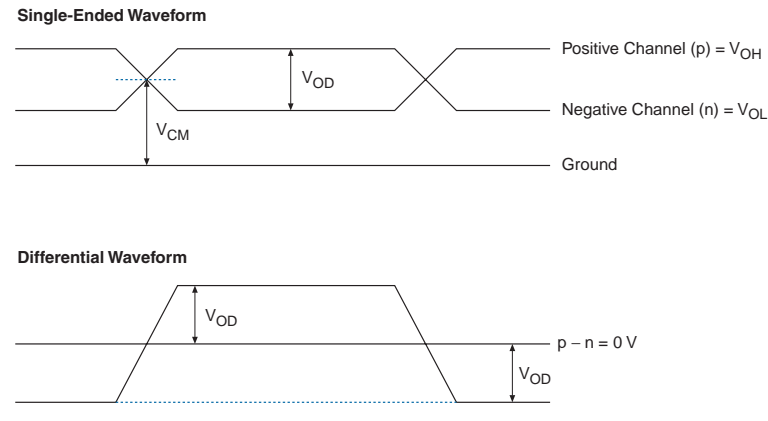 Single-Ended Waveform
Positive Channel (p) = VOH
VOD
Negative Channel (n) = VOL
VCM
Ground
Differential Waveform
VOD
p − n = 0 V
VOD